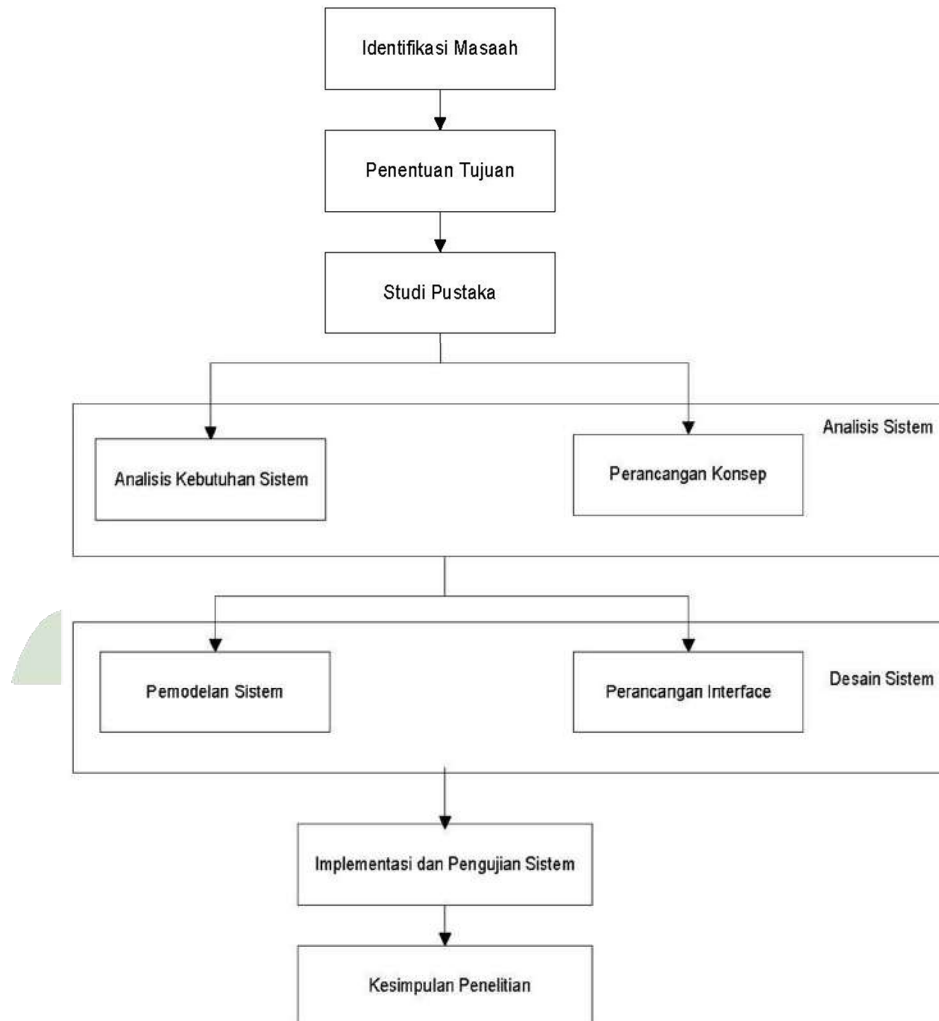 Identifikasi Masaah
Penentuan Tujuan
Studi Pustaka
Analisis Sistem
Analisis Kebutuhan Sistem
Perancangan Konsep
Desain Sistem
Pemodelan Sistem
Perancangan Interface
Implementasi dan Pengujian Sistem
Kesimpulan Penelitian